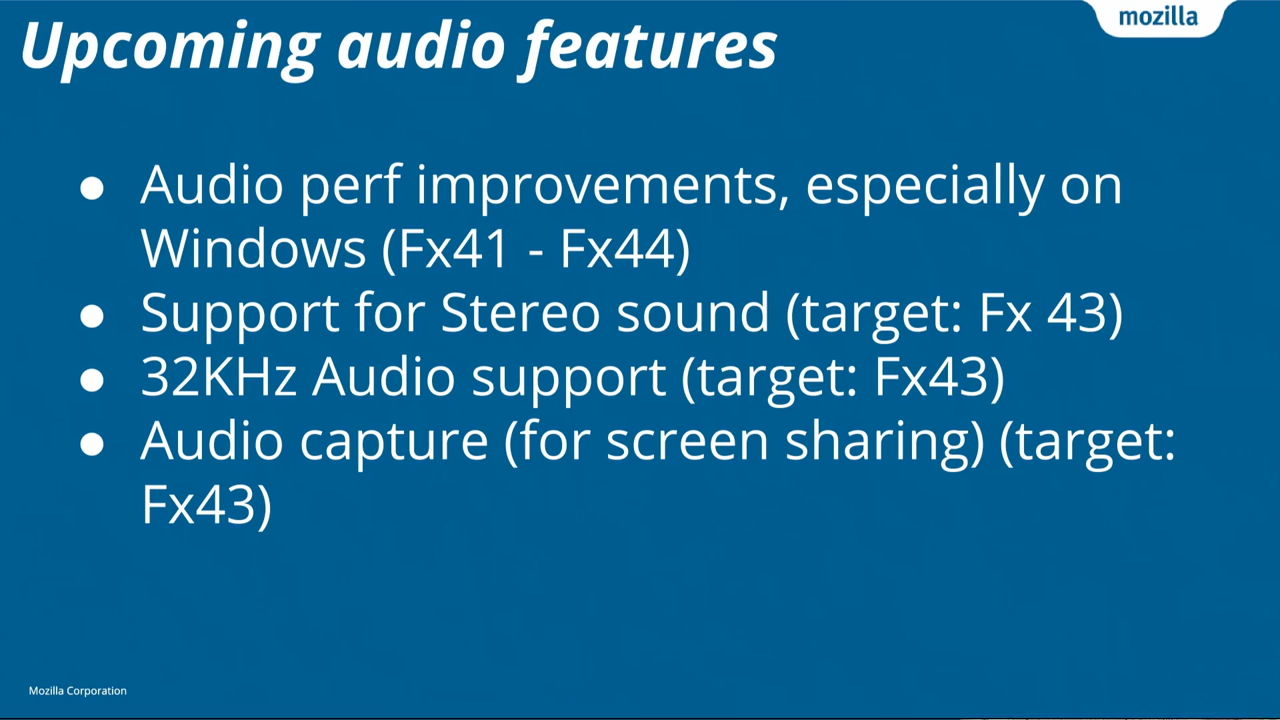 mozilla
Upcoming audio features
● Audio perf improvements, especially on
Windows (Fx41 - Fx44)
● Support for Stereo sound (target: Fx 43)
● 32KHz Audio support (target: Fx43)
● Audio capture (for screen sharing) (target:
Fx43)
Mozilla Corporation